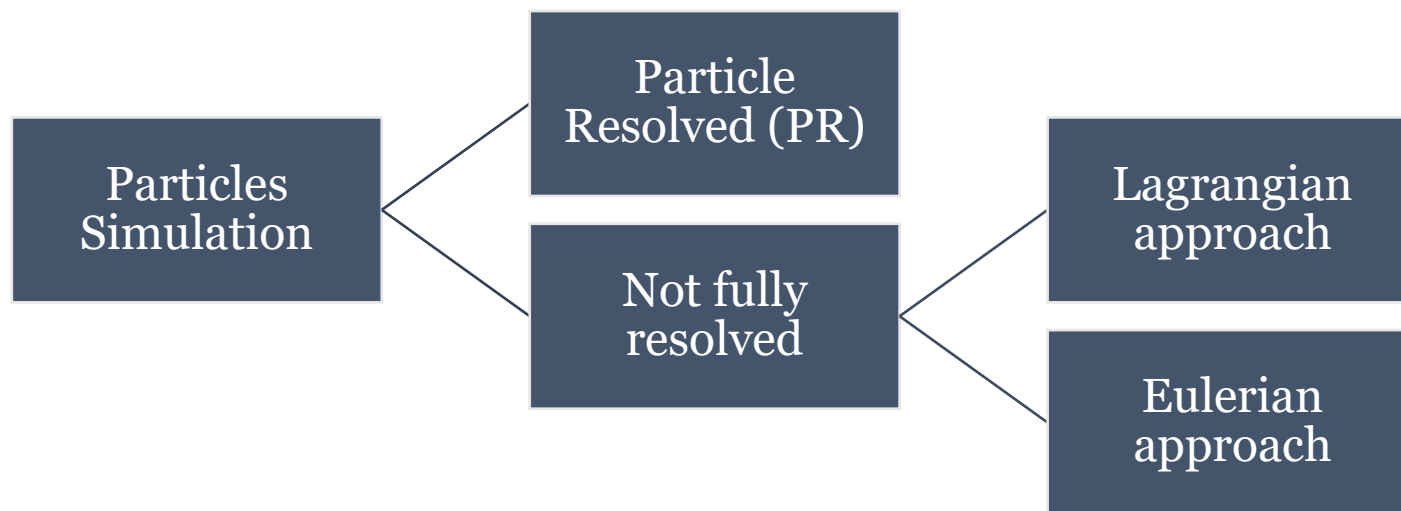 Particles
Simulation
Particle
Resolved (PR)
Not fully
resolved
Lagrangian
approach
Eulerian
approach